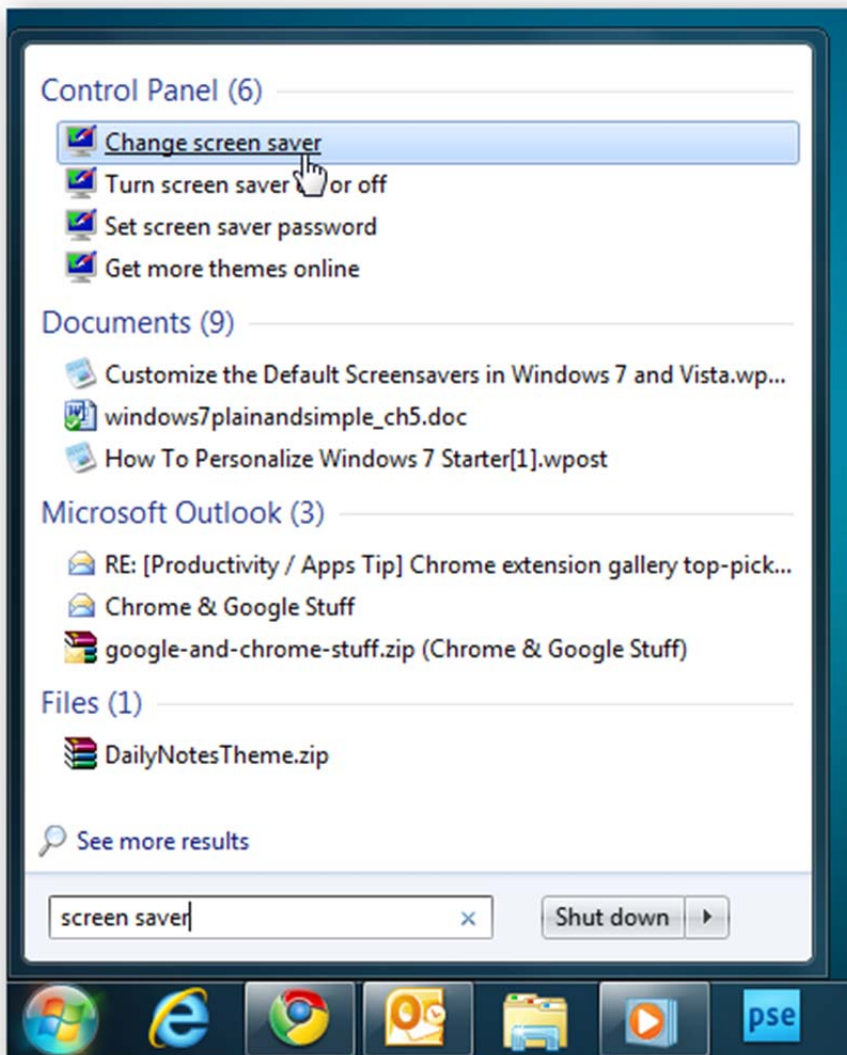 Control Panel (6)
Change screen saver
Turn screen saver or off
Set screen saver password
Get more themes online
Documents (9)
Customize the Default Screensavers in Windows 7 and Vista.wp...
windows7plainandsimple_ch5.doc
How To Personalize Windows 7 Starter[1].wpost
Microsoft Outlook (3)
RE: [Productivity / Apps Tip] Chrome extension gallery top-pick...
Chrome & Google Stuff
google-and-chrome-stuff.zip (Chrome & Google Stuff)
Files (1)
DailyNotesTheme.zip
See more results
screen saver
Shut down
pse